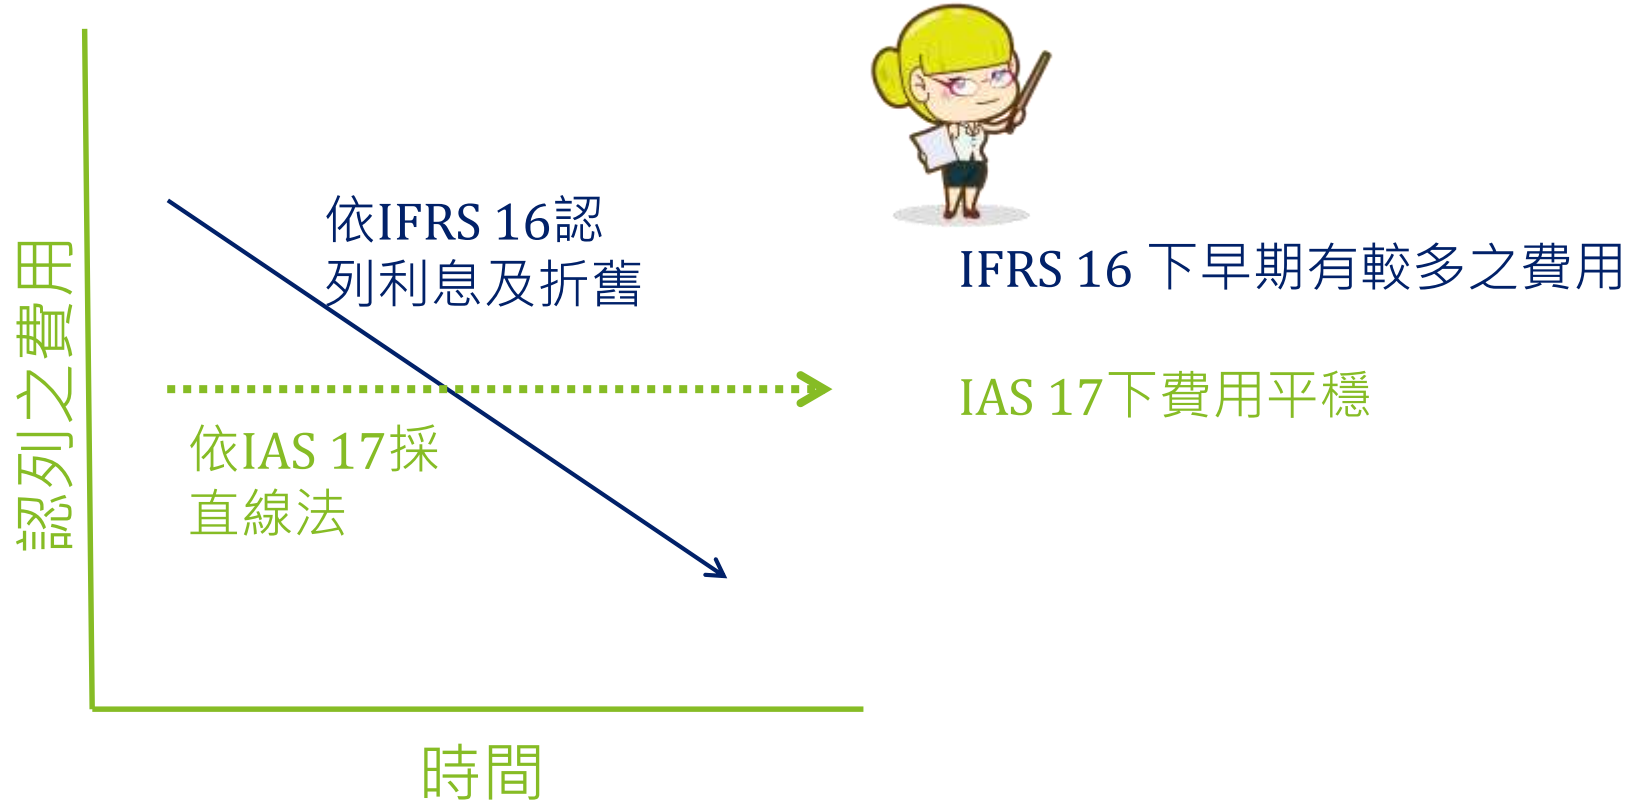 認列之費用
依IFRS 16認
列利息及折舊
依IAS 17採
直線法
時間
IFRS 16 下早期有較多之費用
IAS 17下費用平穩